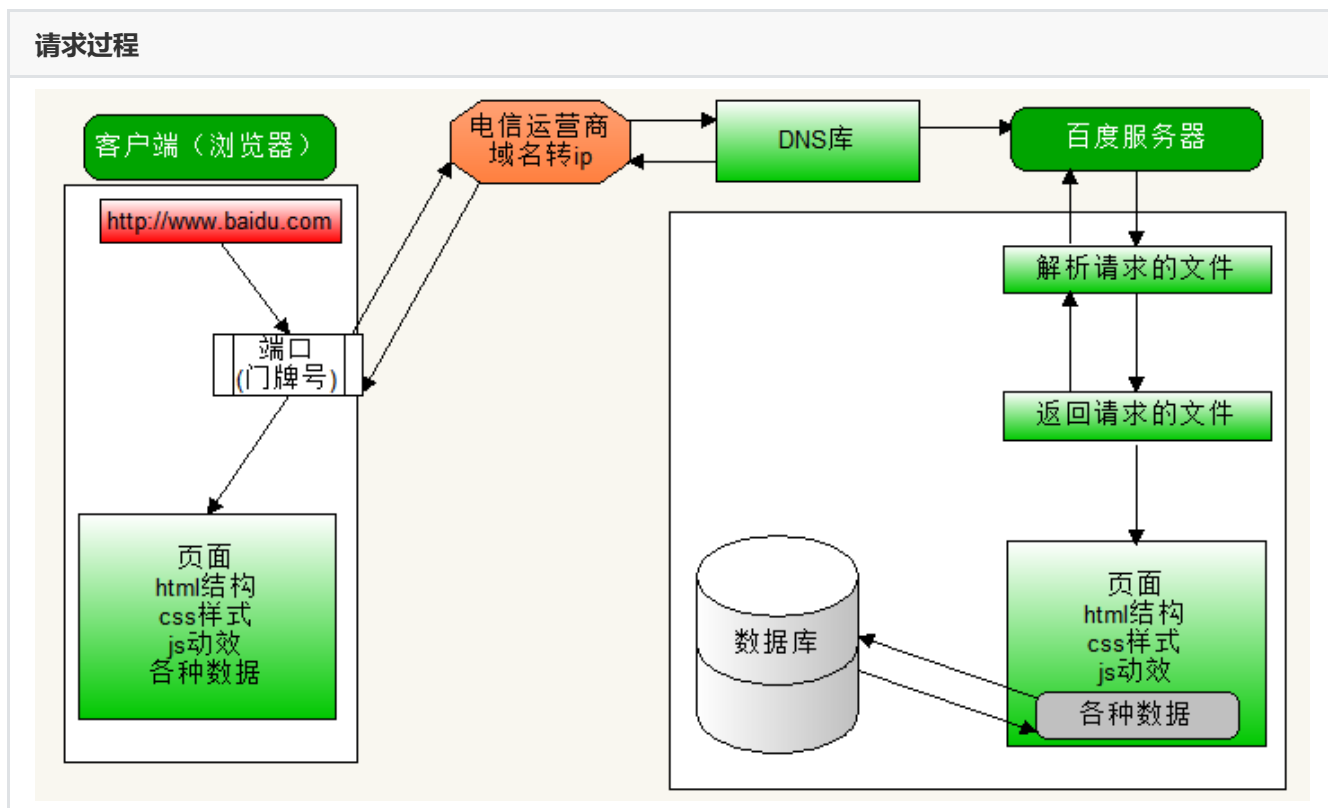 请求过程
客户端（浏览器）
http://www.baidu.com
端口
(门牌号)
页面
html结构
css样式
js动效
各种数据
电信运营商
域名转ip
DNS库
百度服务器
解析请求的文件
返回请求的文件
数据库
页面
html结构
css样式
js动效
各种数据